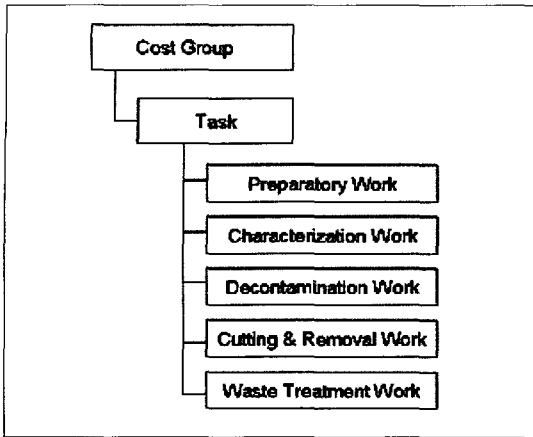 Cost Group
Task
Preparatory Work
Characterization Work
Decontamination Work
Cutting & Removal Work
Waste Treatment Work